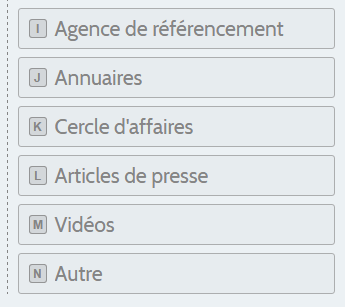 I Agence de référencement
J Annuaires
K Cercle d'affaires
L Articles de presse
M Vidéos
N Autre